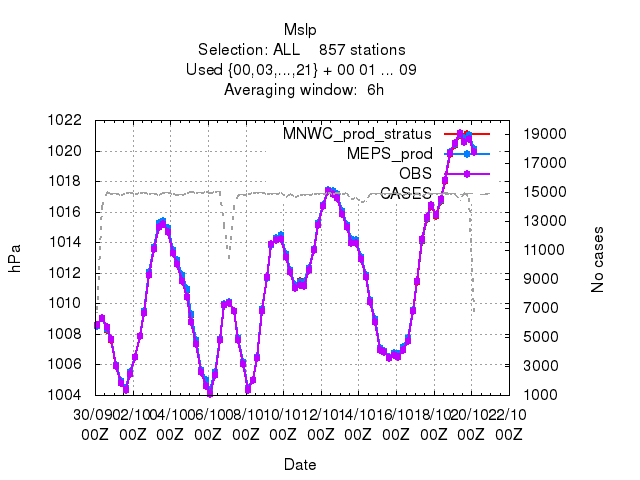 Mslp
Selection: ALL    857 stations
Used {00,03,...,21} + 00 01 ... 09
Averaging window:  6h
MNWC_prod_stratus
MEPS_prod
OBS
CASES
hPa
1022
1020
1018
1016
1014
1012
1010
1008
1006
1004
19000
17000
15000
13000
11000
9000
7000
5000
3000
1000
No cases
30/09 02/10 04/10 06/10 08/10 10/10 12/10 14/10 16/10 18/10 20/10 22/10
00Z 00Z 00Z 00Z 00Z 00Z 00Z 00Z 00Z 00Z 00Z 00Z
Date